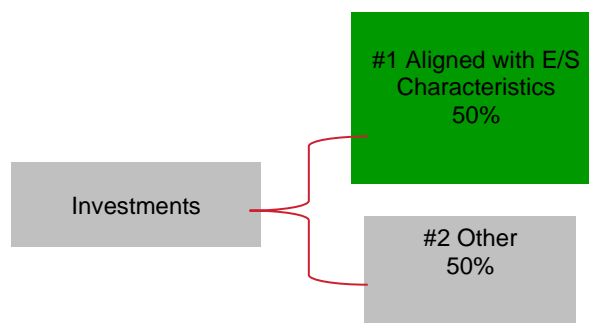 #1 Aligned with E/S
Characteristics
50%
Investments
#2 Other
50%